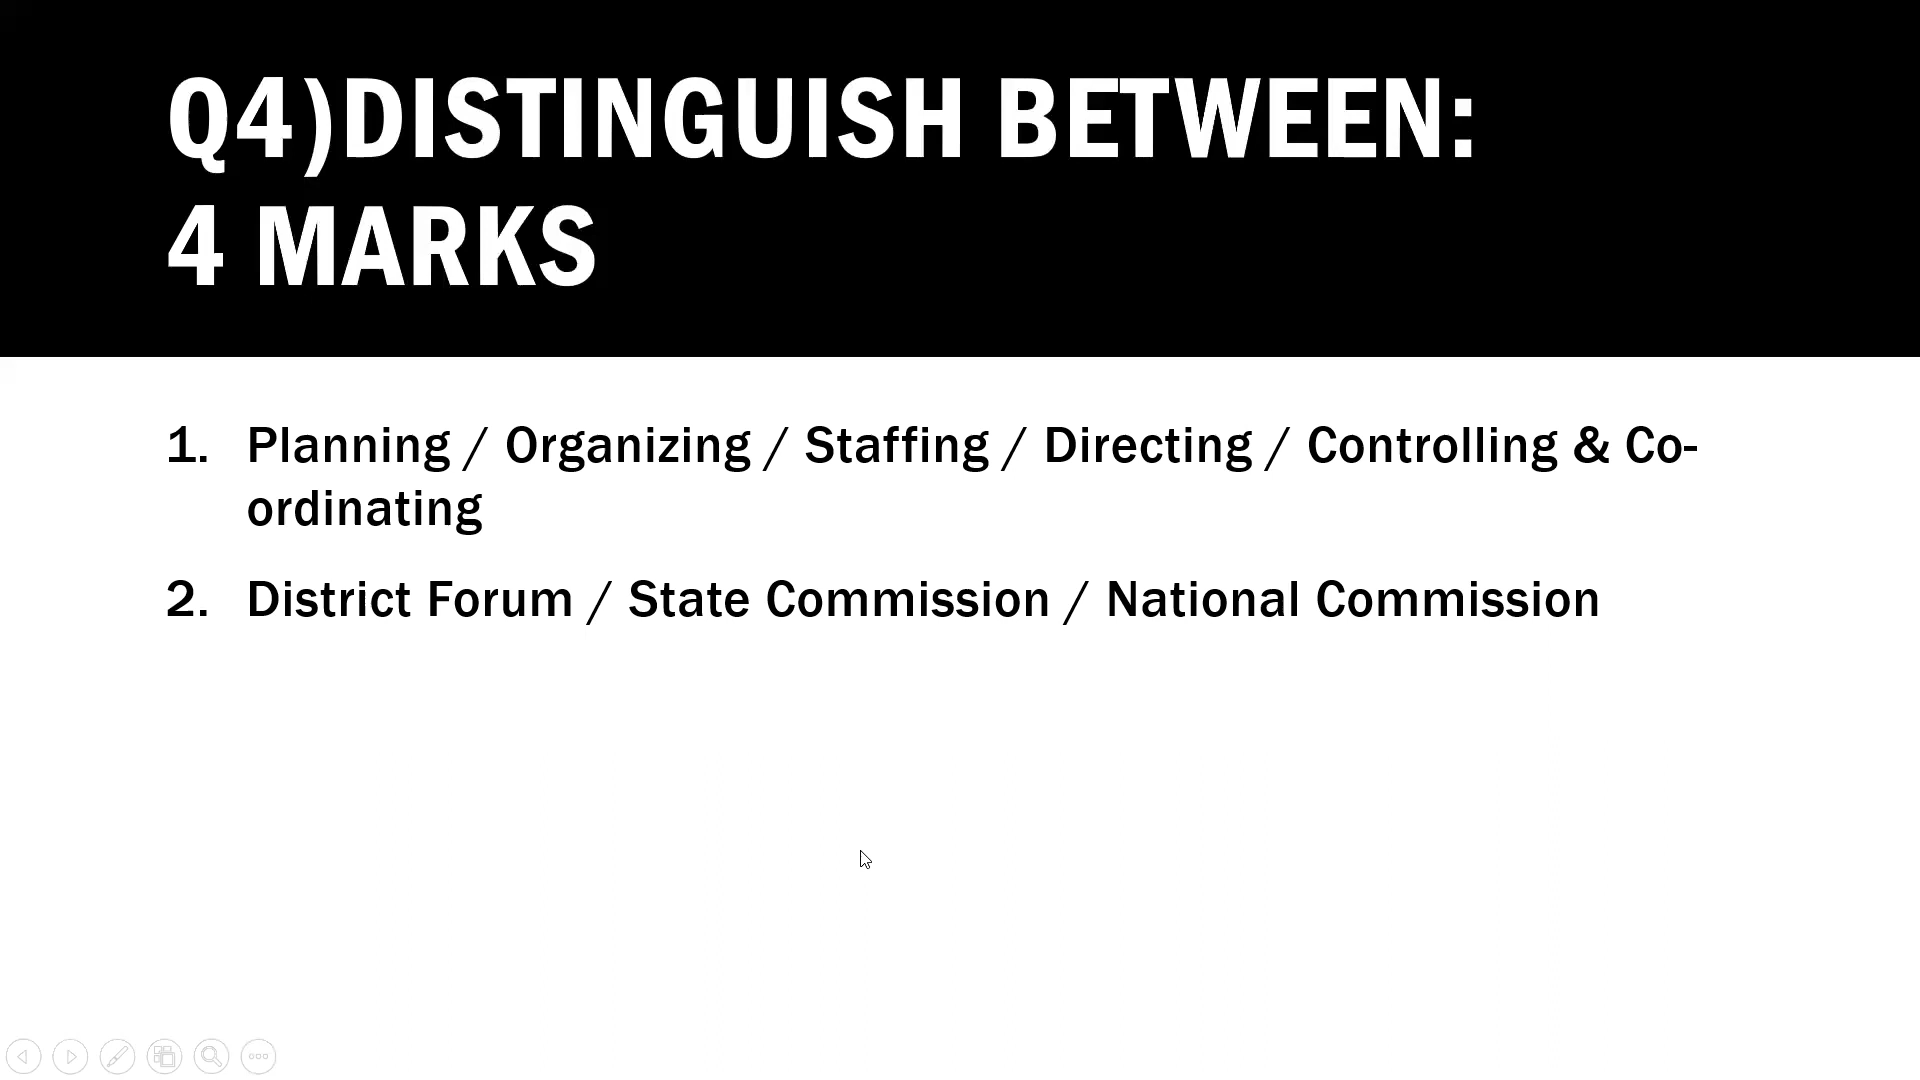 Q4)DISTINGUISH BETWEEN:
4 MARKS
1. Planning / Organizing / Staffing / Directing / Controlling & Co-
ordinating
2. District Forum / State Commission / National Commission